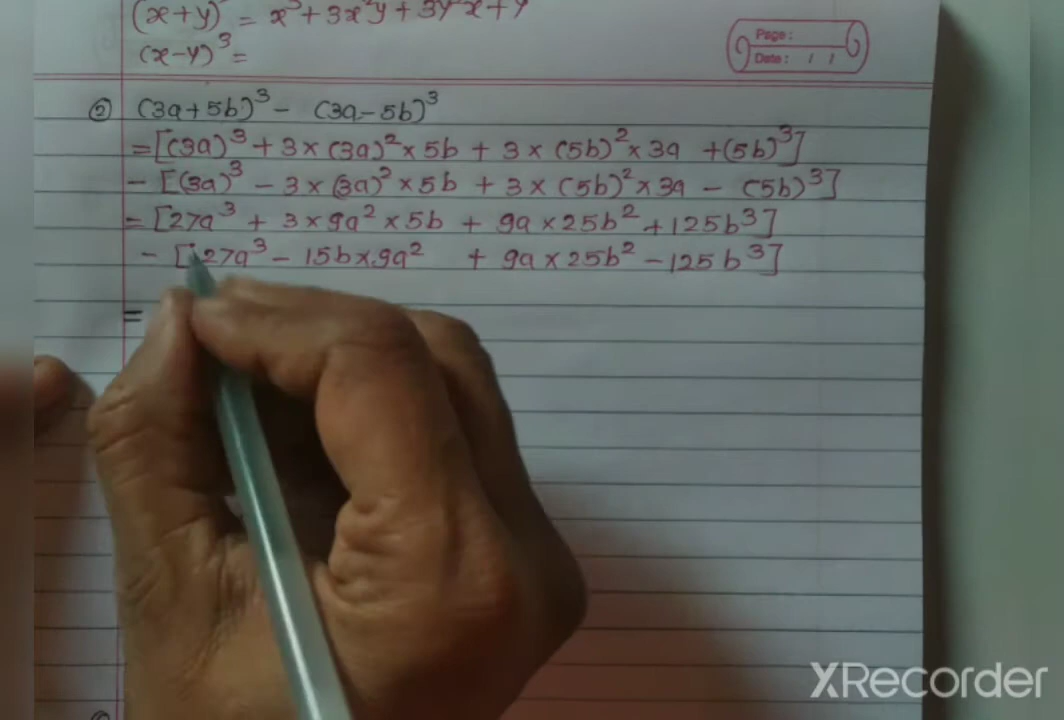 (x+y)³ = x³+3x²y+3y²x+y
(x-y)³ =
Page :
Date : / /
② (3a+5b)³ - (3a-5b)³
= [(3a)³ + 3×(3a)²×5b + 3×(5b)²×3a +(5b)³]
- [(3a)³ - 3×(3a)²×5b + 3×(5b)²×3a - (5b)³]
= [27a³ + 3×9a²×5b + 9a×25b² +125b³]
- [27a³ - 15b×9a² + 9a×25b² -125b³]
=
XRecorder